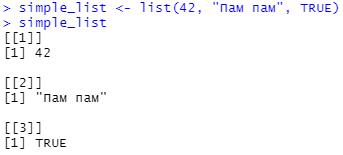 > simple_list <- list(42, "Пам пам", TRUE)
> simple_list
[[1]]
[1] 42
[[2]]
[1] "Пам пам"
[[3]]
[1] TRUE